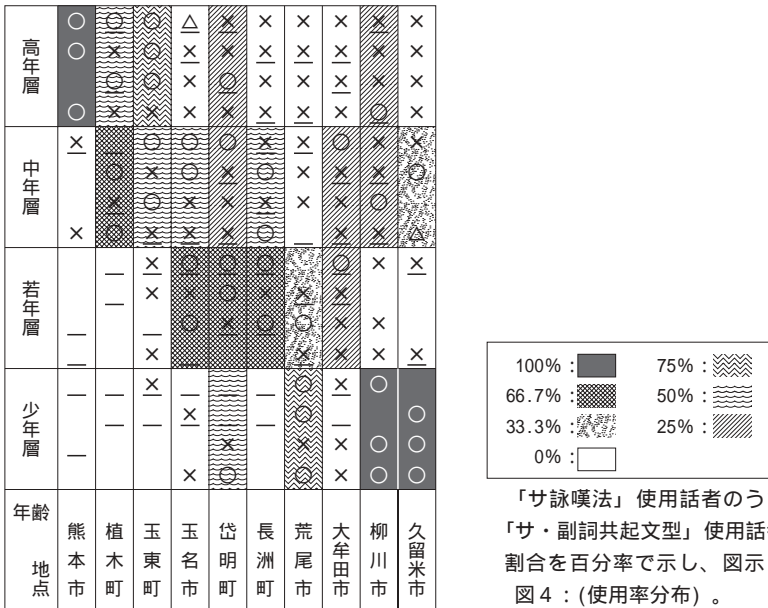 高年層
中年層
若年層
少年層
年齢
地点
熊本市
植木町
玉東町
玉名市
岱明町
長洲町
荒尾市
大牟田市
柳川市
久留米市
100%：
75%：
66.7%：
50%：
33.3%：
25%：
0%：
「サ詠嘆法」使用話者のう
「サ・副詞共起文型」使用話
割合を百分率で示し、図示
図4：(使用率分布) 。